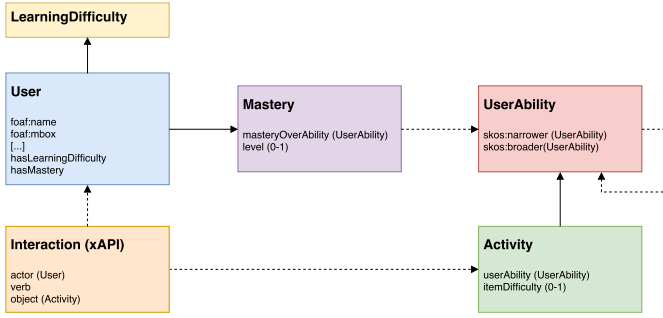 LearningDifficulty
User
foaf:name
foaf:mbox
[...]
hasLearningDifficulty
hasMastery
Mastery
masteryOverAbility (UserAbility)
level (0-1)
UserAbility
skos:narrower (UserAbility)
skos:broader(UserAbility)
Interaction (xAPI)
actor (User)
verb
object (Activity)
Activity
userAbility (UserAbility)
itemDifficulty (0-1)